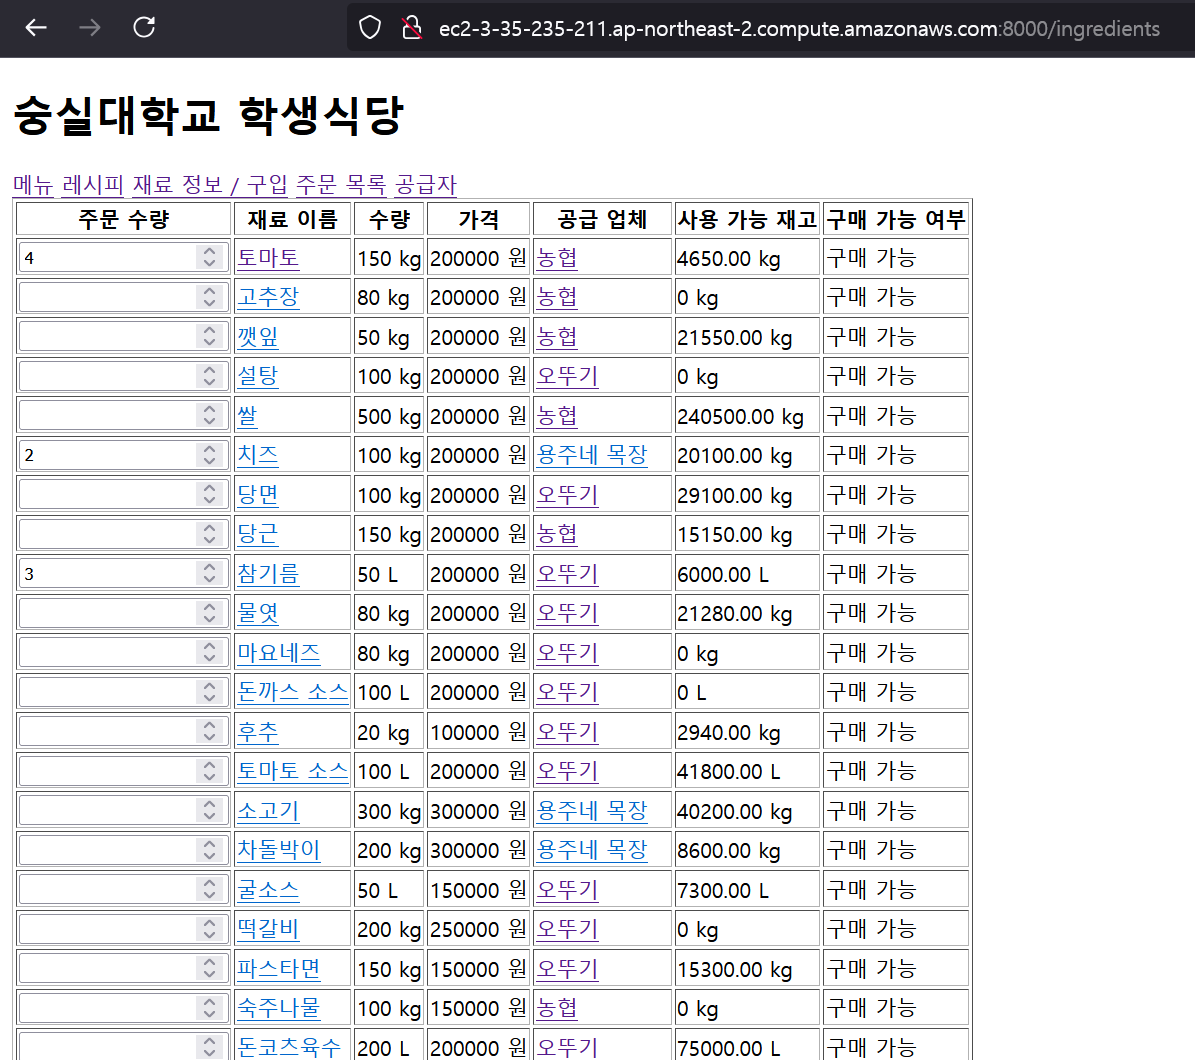 ec2-3-35-235-211.ap-northeast-2.compute.amazonaws.com:8000/ingredients
숭실대학교 학생식당
메뉴 레시피 재료 정보 / 구입 주문 목록 공급자
주문 수량 재료 이름 수량 가격 공급 업체 사용 가능 재고 구매 가능 여부
4 토마토 150 kg 200000 원 농협 4650.00 kg 구매 가능
고추장 80 kg 200000 원 농협 0 kg 구매 가능
깻잎 50 kg 200000 원 농협 21550.00 kg 구매 가능
설탕 100 kg 200000 원 오뚜기 0 kg 구매 가능
쌀 500 kg 200000 원 농협 240500.00 kg 구매 가능
2 치즈 100 kg 200000 원 용주네 목장 20100.00 kg 구매 가능
당면 100 kg 200000 원 오뚜기 29100.00 kg 구매 가능
당근 150 kg 200000 원 농협 15150.00 kg 구매 가능
3 참기름 50 L 200000 원 오뚜기 6000.00 L 구매 가능
물엿 80 kg 200000 원 오뚜기 21280.00 kg 구매 가능
마요네즈 80 kg 200000 원 오뚜기 0 kg 구매 가능
돈까스 소스 100 L 200000 원 오뚜기 0 L 구매 가능
후추 20 kg 100000 원 오뚜기 2940.00 kg 구매 가능
토마토 소스 100 L 200000 원 오뚜기 41800.00 L 구매 가능
소고기 300 kg 300000 원 용주네 목장 40200.00 kg 구매 가능
차돌박이 200 kg 300000 원 용주네 목장 8600.00 kg 구매 가능
굴소스 50 L 150000 원 오뚜기 7300.00 L 구매 가능
떡갈비 200 kg 250000 원 오뚜기 0 kg 구매 가능
파스타면 150 kg 150000 원 오뚜기 15300.00 kg 구매 가능
숙주나물 100 kg 150000 원 농협 0 kg 구매 가능
돈코츠육수 200 L 200000 원 오뚜기 75000.00 L 구매 가능